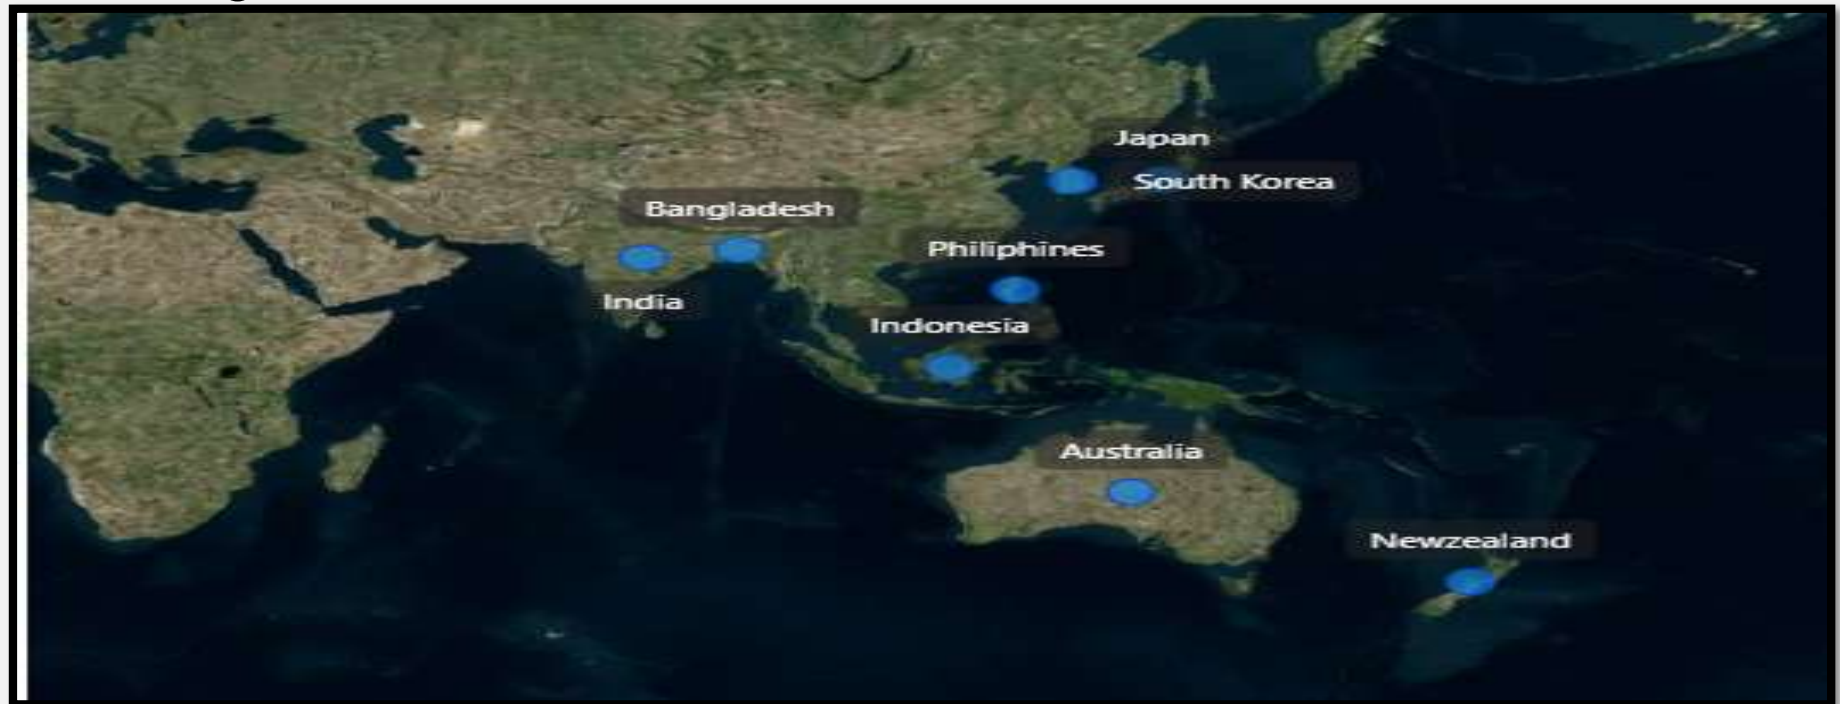 Japan
South Korea
Bangladesh
Philiphines
India
Indonesia
Australia
Newzealand